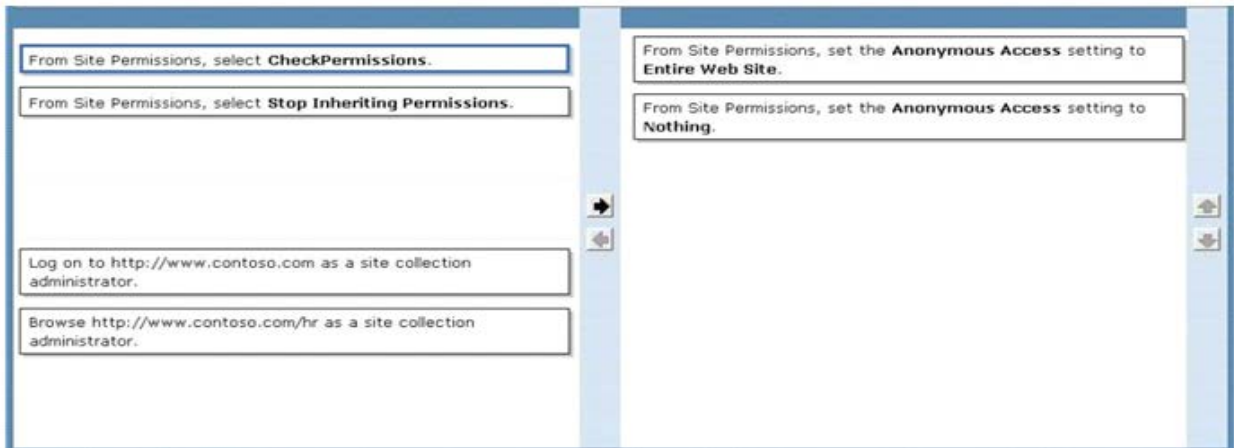 From Site Permissions, select CheckPermissions.
From Site Permissions, select Stop Inheriting Permissions.
Log on to http://www.contoso.com as a site collection
administrator.
Browse http://www.contoso.com/hr as a site collection
administrator.
From Site Permissions, set the Anonymous Access setting to
Entire Web Site.
From Site Permissions, set the Anonymous Access setting to
Nothing.